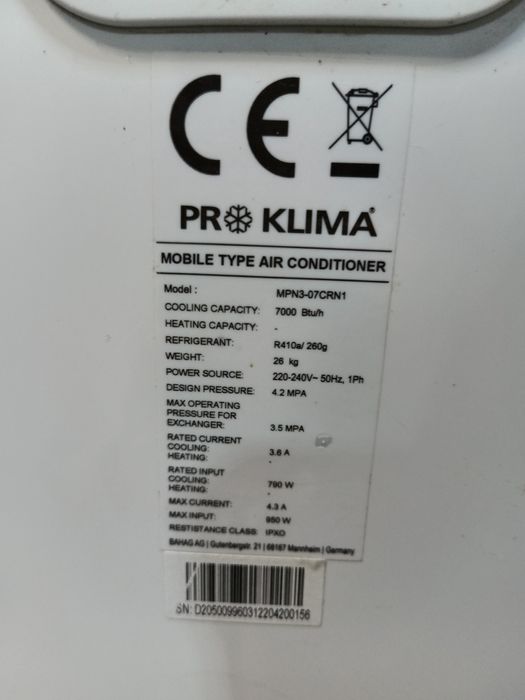 CE
PRO KLIMA®
MOBILE TYPE AIR CONDITIONER
Model : MPN3-07CRN1
COOLING CAPACITY: 7000 Btu/h
HEATING CAPACITY: -
REFRIGERANT: R410a/ 260g
WEIGHT: 26 kg
POWER SOURCE: 220-240V~ 50Hz, 1Ph
DESIGN PRESSURE: 4.2 MPA
MAX OPERATING
PRESSURE FOR
EXCHANGER: 3.5 MPA
RATED CURRENT
COOLING: 3.6 A
HEATING:
RATED INPUT
COOLING: 790 W
HEATING:
MAX CURRENT: 4.3 A
MAX INPUT: 950 W
RESTISTANCE CLASS: IPX0
BAHAG AG | Gutenbergstr. 21 | 68167 Mannheim | Germany
SN: D205009960312204200156